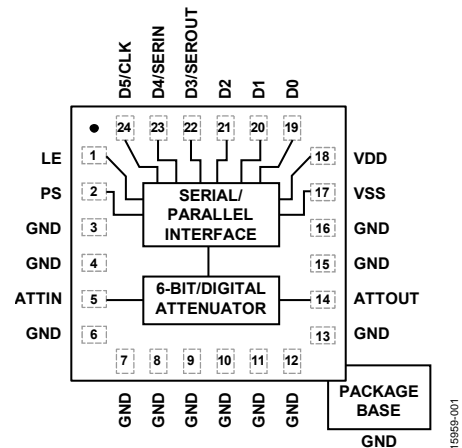 D5/CLK
D4/SERIN
D3/SEROUT
D2
D1
D0
24
23
22
21
20
19
LE
1
18
VDD
PS
2
17
VSS
SERIAL/
PARALLEL
INTERFACE
GND
3
16
GND
GND
4
15
GND
ATTIN
5
6-BIT/DIGITAL
ATTENUATOR
14
ATTOUT
GND
6
13
GND
7
8
9
10
11
12
GND
GND
GND
GND
GND
GND
PACKAGE
BASE
GND
15959-001